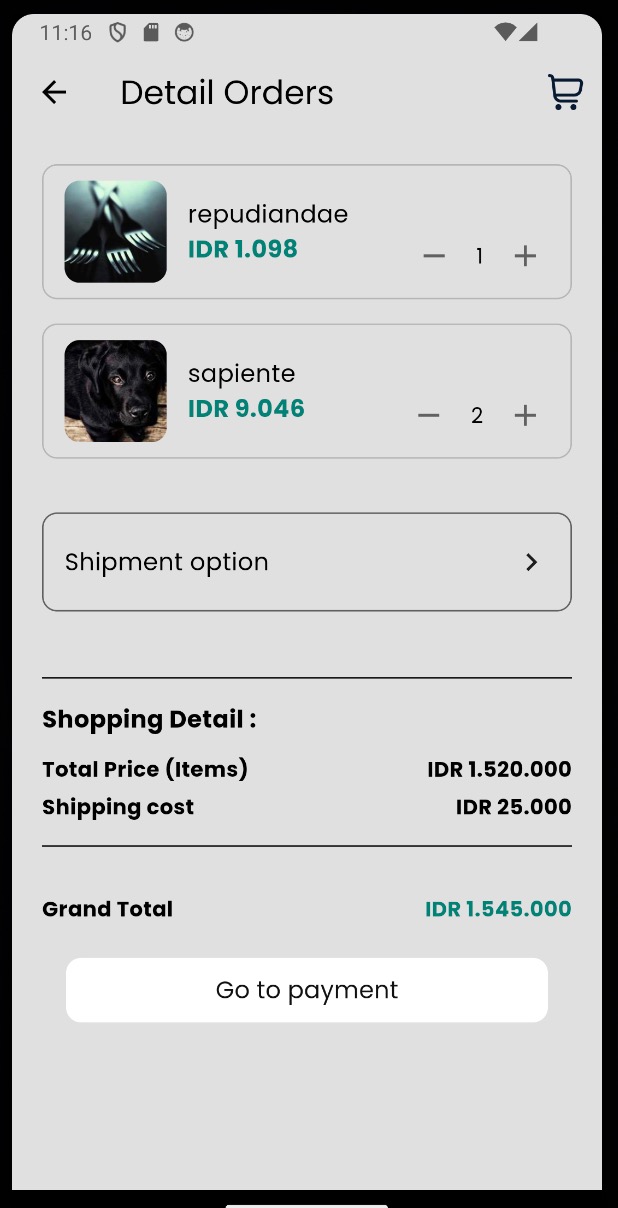 11:16
Detail Orders
repudiandae
IDR 1.098
1
sapiente
IDR 9.046
2
Shipment option
Shopping Detail :
Total Price (Items) IDR 1.520.000
Shipping cost IDR 25.000
Grand Total IDR 1.545.000
Go to payment